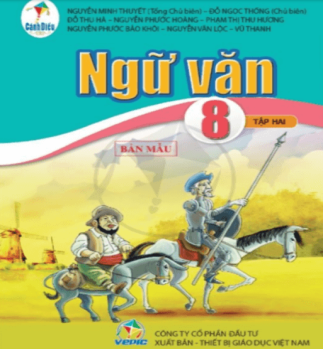 Cánh Diều
NGUYỄN MINH THUYẾT (Tổng Chủ biên) - ĐỖ NGỌC THỐNG (Chủ biên)
ĐỖ THU HÀ - NGUYỄN PHƯỚC HOÀNG - PHẠM THỊ THU HƯƠNG
NGUYỄN PHƯỚC BẢO KHÔI - NGUYỄN VĂN LỘC - VŨ THANH
Ngữ văn
8
TẬP HAI
BẢN MẪU
VEPIC
CÔNG TY CỔ PHẦN ĐẦU TƯ
XUẤT BẢN - THIẾT BỊ GIÁO DỤC VIỆT NAM